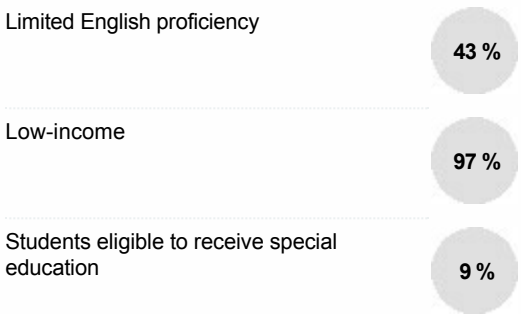 Limited English proficiency
43 %
Low-income
97 %
Students eligible to receive special
education
9 %